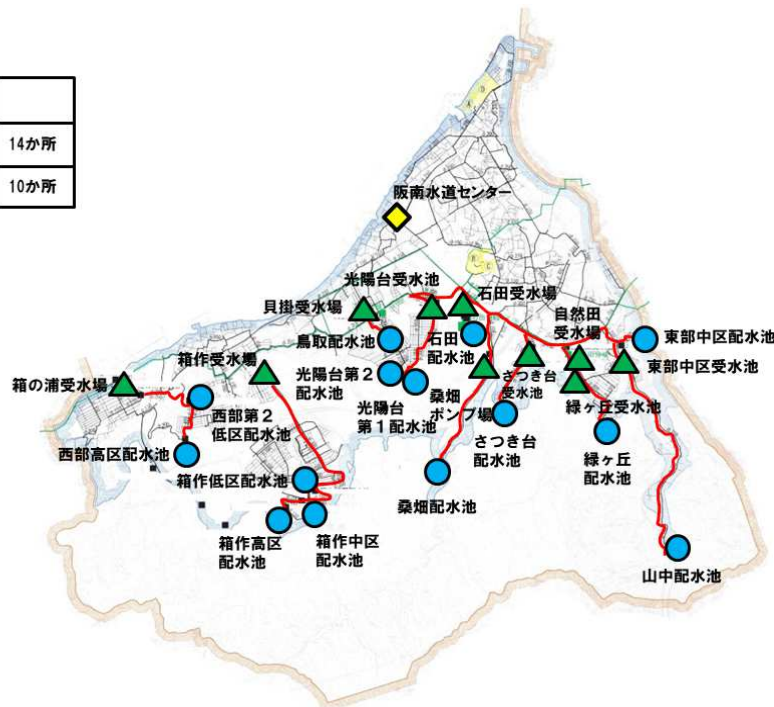 14か所
10か所
阪南水道センター
光陽台受水池
石田受水場
貝掛受水場
自然田
受水場
鳥取配水池
石田
配水池
東部中区配水池
箱作受水場
東部中区受水池
箱の浦受水場
光陽台第2
配水池
さつき台
受水池
桑畑
ポンプ場
緑ヶ丘受水池
西部第2
低区配水池
光陽台
第1配水池
さつき台
配水池
西部高区配水池
緑ヶ丘
配水池
箱作低区配水池
桑畑配水池
箱作高区
配水池
箱作中区
配水池
山中配水池
A
D
B
C